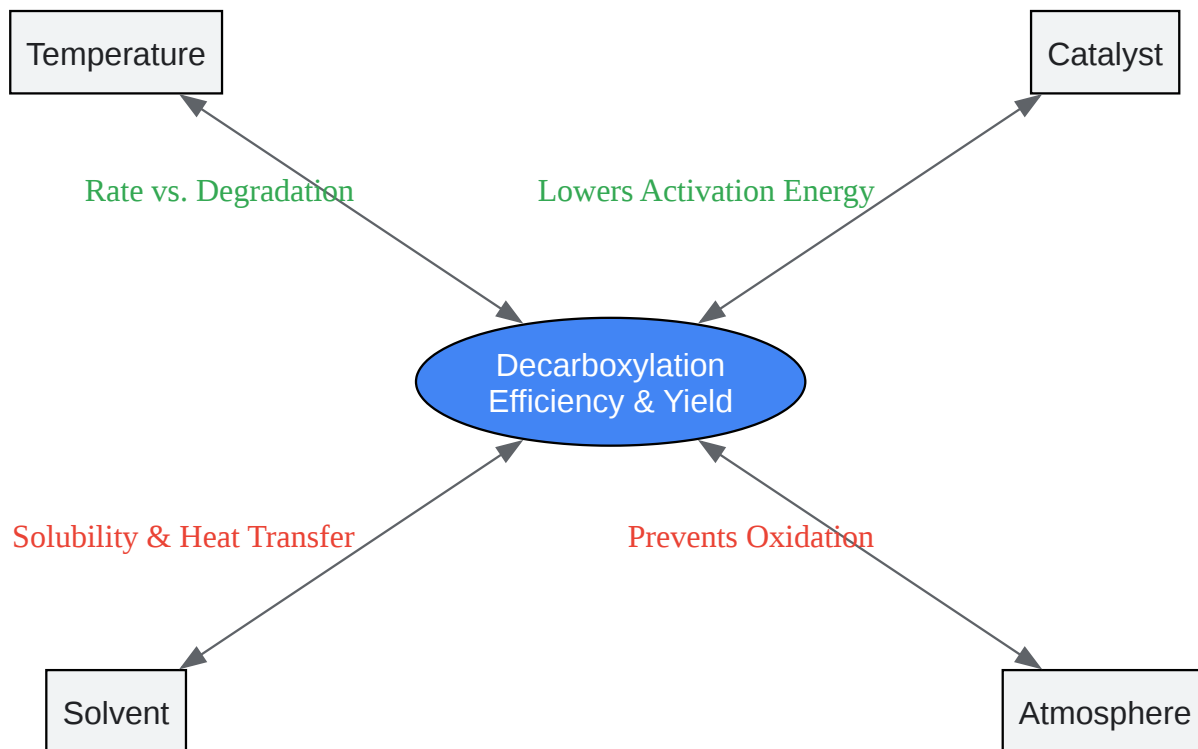 Temperature
Catalyst
Rate vs. Degradation
Lowers Activation Energy
Decarboxylation
Efficiency & Yield
Solubility & Heat Transfer
Prevents Oxidation
Solvent
Atmosphere